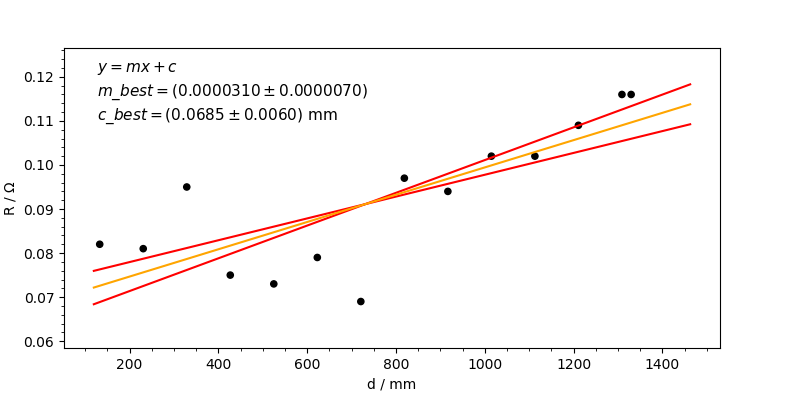 y = mx + c
m_best = (0.0000310 ± 0.0000070)
c_best = (0.0685 ± 0.0060) mm
R / Ω
0.12
0.11
0.10
0.09
0.08
0.07
0.06
200 400 600 800 1000 1200 1400
d / mm